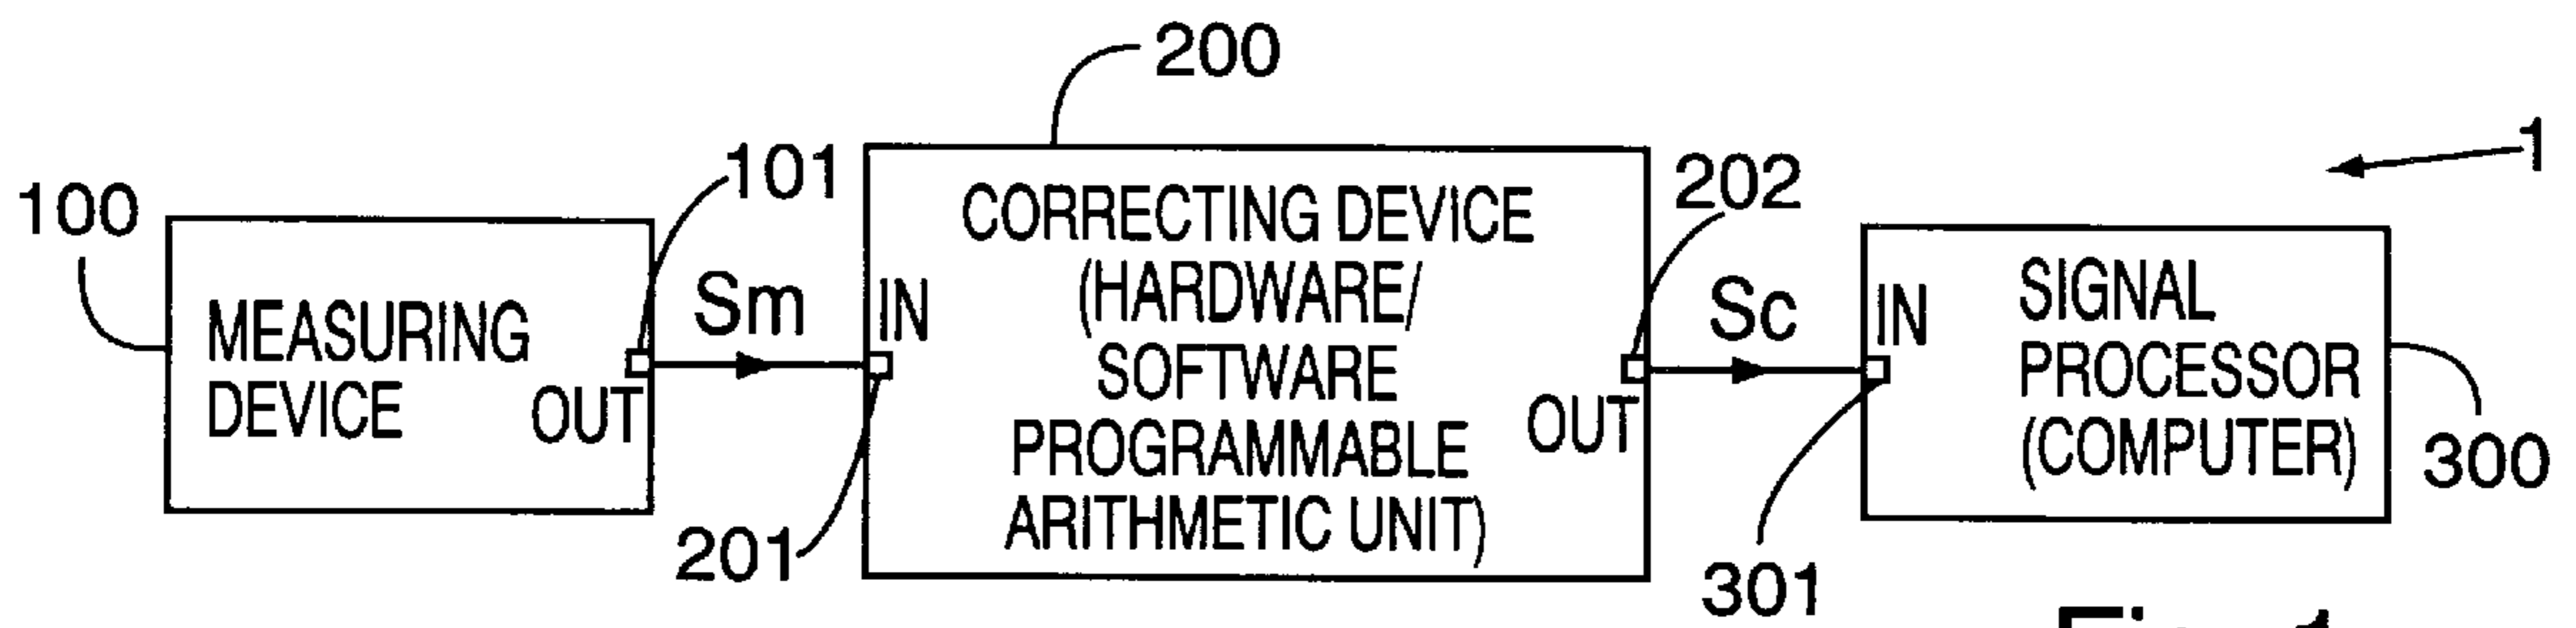 200
1
101
202
100
CORRECTING DEVICE
(HARDWARE/
SOFTWARE
PROGRAMMABLE
ARITHMETIC UNIT)
MEASURING
DEVICE
OUT
Sm
IN
OUT
Sc
IN
SIGNAL
PROCESSOR
(COMPUTER)
300
201
301